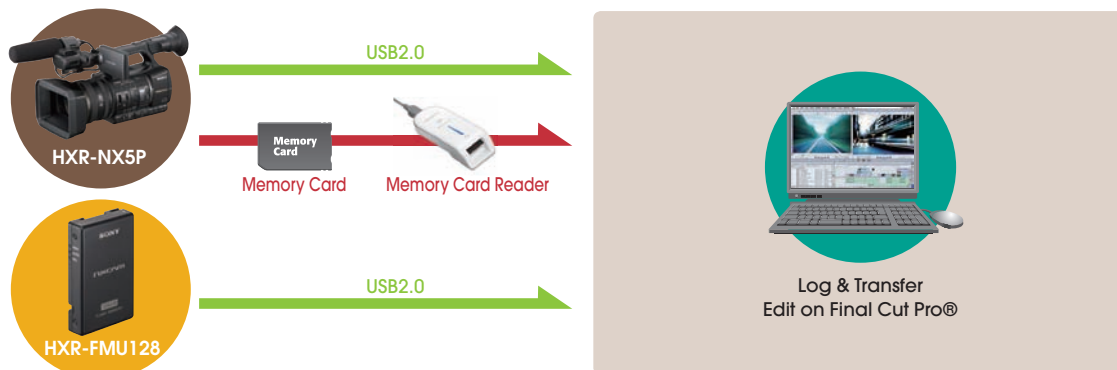 USB2.0
HXR-NX5P
Memory
Card
Memory Card
Memory Card Reader
SONY
HXR-FMU128
USB2.0
Log & Transfer
Edit on Final Cut Pro®